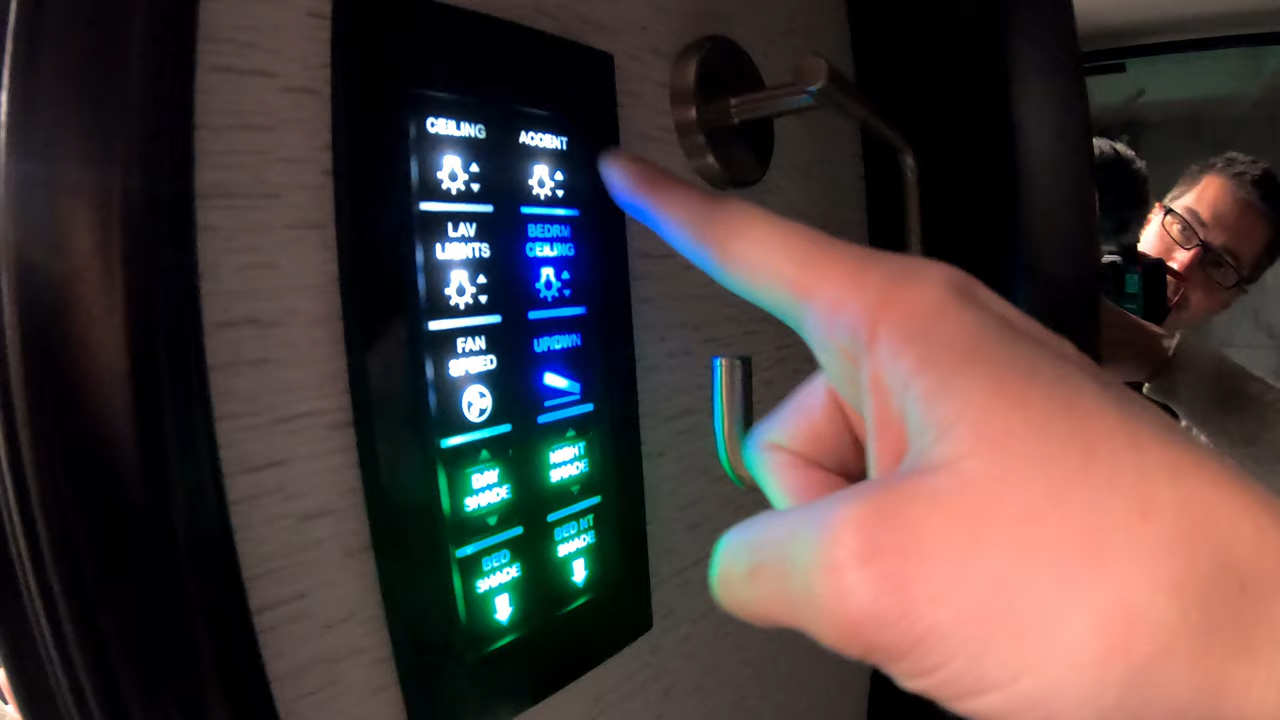 CEILING
ACCENT
LAV
LIGHTS
BEDRM
CEILING
FAN
SPEED
UP/DWN
DAY
SHADE
NIGHT
SHADE
BED
SHADE
BED NT
SHADE